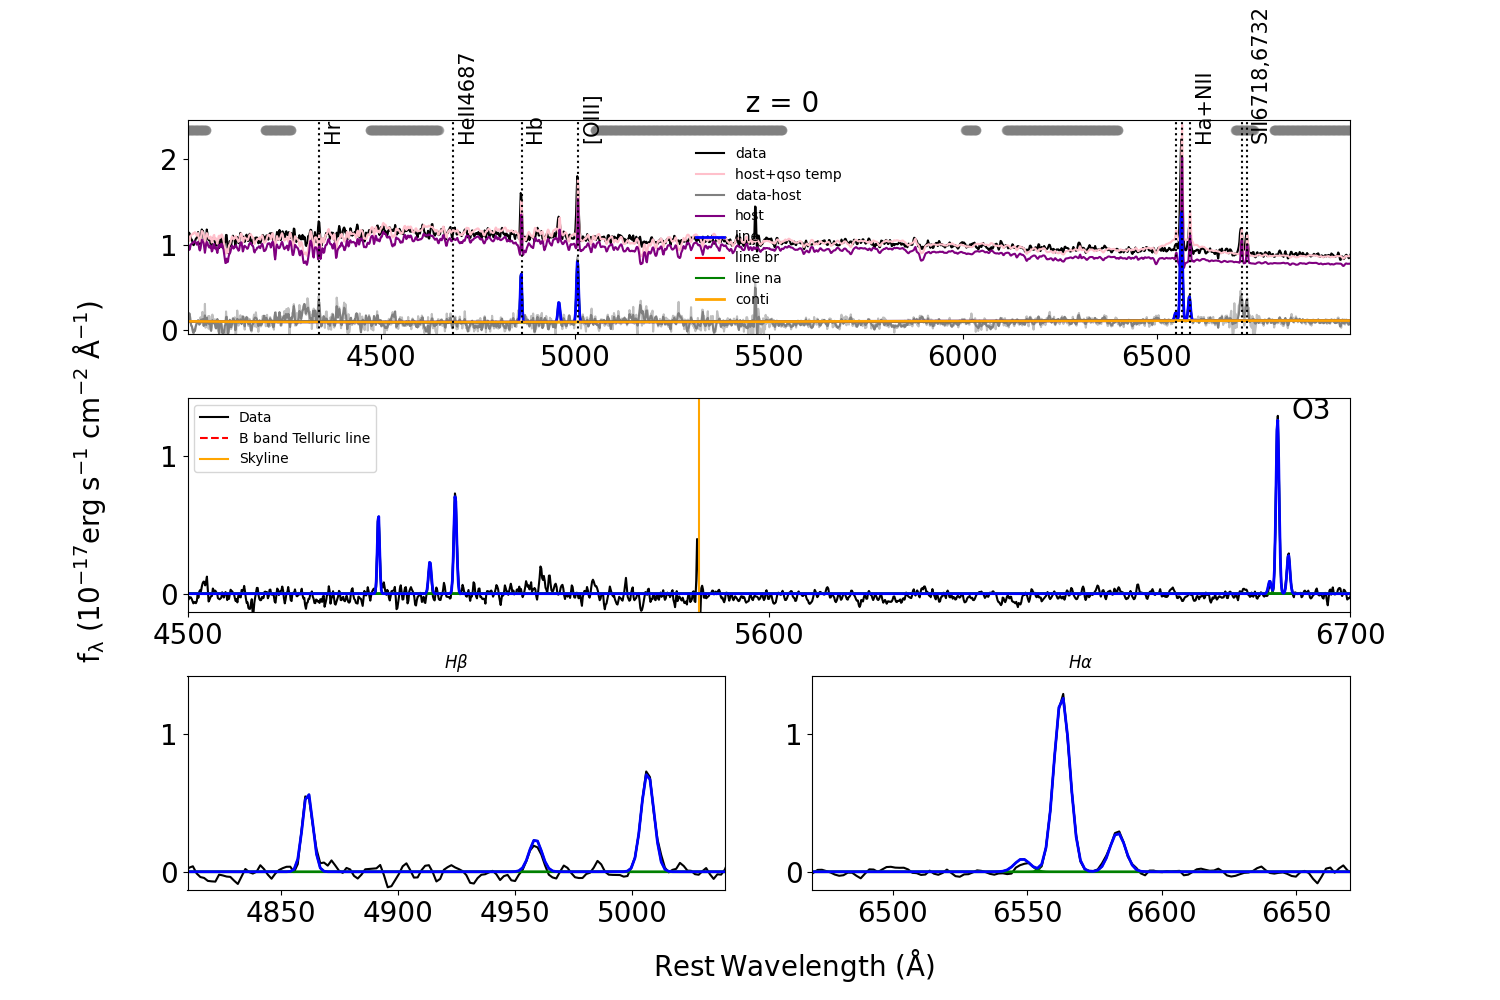 z = 0
Hr
HeII4687
Hb
[OIII]
Ha+NII
SII6718,6732
data
host+qso temp
data-host
host
line
line br
line na
conti
2
1
0
4500
5000
5500
6000
6500
fλ (10−17erg s−1 cm−2 Å−1)
Data
B band Telluric line
Skyline
O3
1
0
4500
5600
6700
Hβ
1
0
4850
4900
4950
5000
Hα
1
0
6500
6550
6600
6650
Rest Wavelength (Å)